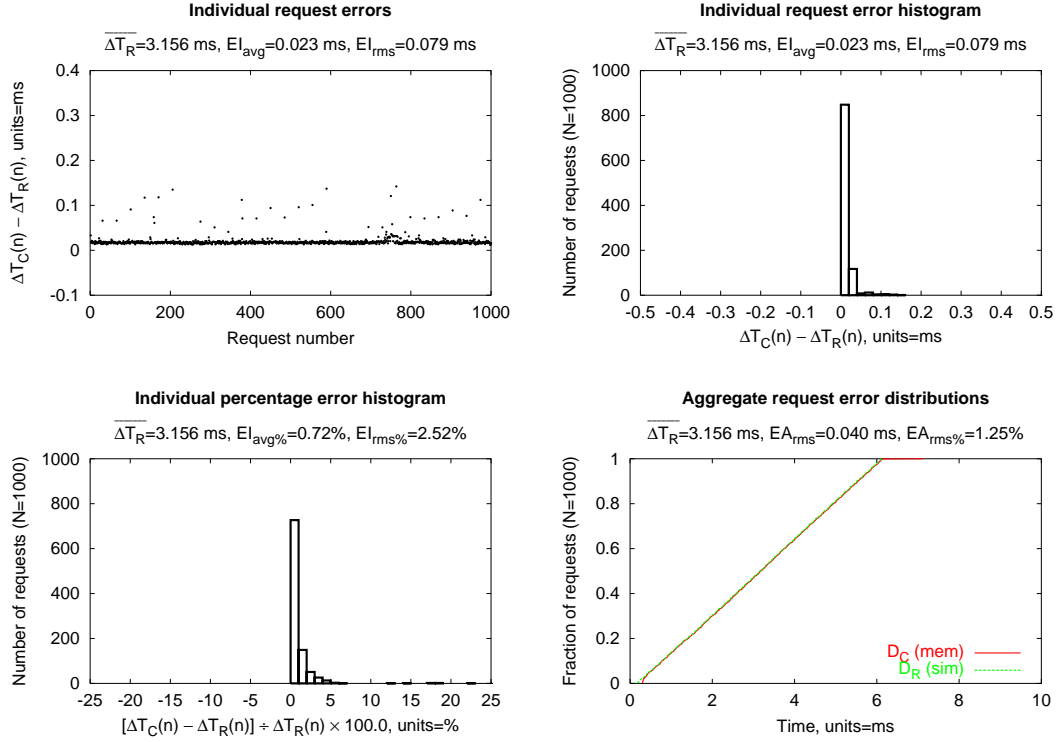 Individual request errors
ΔT_R=3.156 ms, EI_avg=0.023 ms, EI_rms=0.079 ms
0.4
0.3
0.2
0.1
0
-0.1
0 200 400 600 800 1000
ΔT_C(n) − ΔT_R(n), units=ms
Request number
Individual request error histogram
ΔT_R=3.156 ms, EI_avg=0.023 ms, EI_rms=0.079 ms
1000
800
600
400
200
0
-0.5 -0.4 -0.3 -0.2 -0.1 0 0.1 0.2 0.3 0.4 0.5
Number of requests (N=1000)
ΔT_C(n) − ΔT_R(n), units=ms
Individual percentage error histogram
ΔT_R=3.156 ms, EI_avg%=0.72%, EI_rms%=2.52%
1000
800
600
400
200
0
-25 -20 -15 -10 -5 0 5 10 15 20 25
Number of requests (N=1000)
[ΔT_C(n) − ΔT_R(n)] ÷ ΔT_R(n) × 100.0, units=%
Aggregate request error distributions
ΔT_R=3.156 ms, EA_rms=0.040 ms, EA_rms%=1.25%
1
0.8
0.6
0.4
0.2
0
0 2 4 6 8 10
Fraction of requests (N=1000)
D_C (mem)
D_R (sim)
Time, units=ms